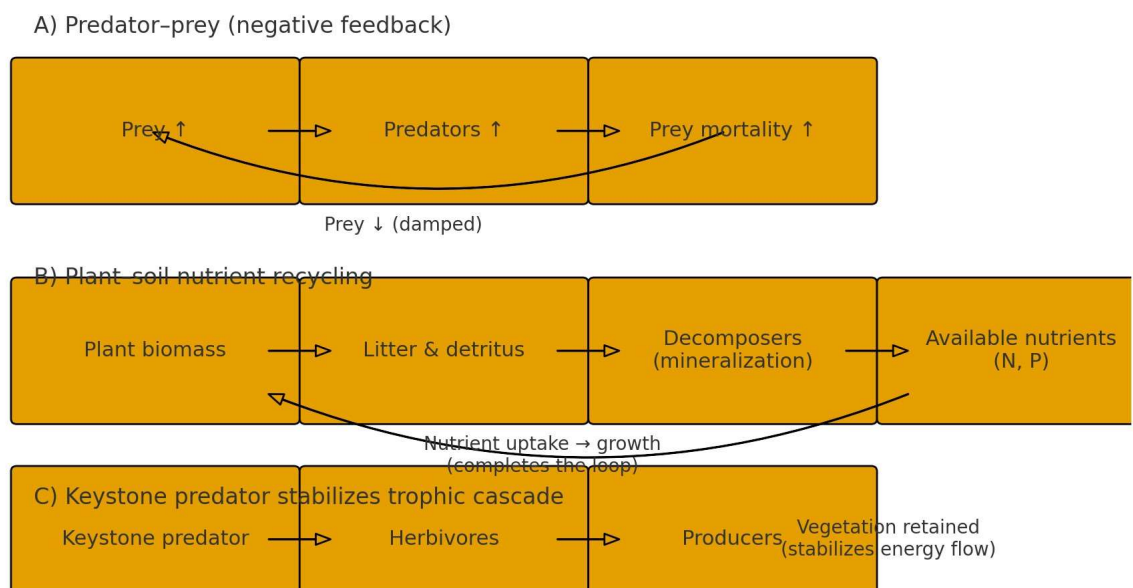 A) Predator–prey (negative feedback)
Prey ↑
Predators ↑
Prey mortality ↑
Prey ↓ (damped)
B) Plant–soil nutrient recycling
Plant biomass
Litter & detritus
Decomposers
(mineralization)
Available nutrients
(N, P)
Nutrient uptake → growth
(completes the loop)
C) Keystone predator stabilizes trophic cascade
Keystone predator
Herbivores
Producers
Vegetation retained
(stabilizes energy flow)